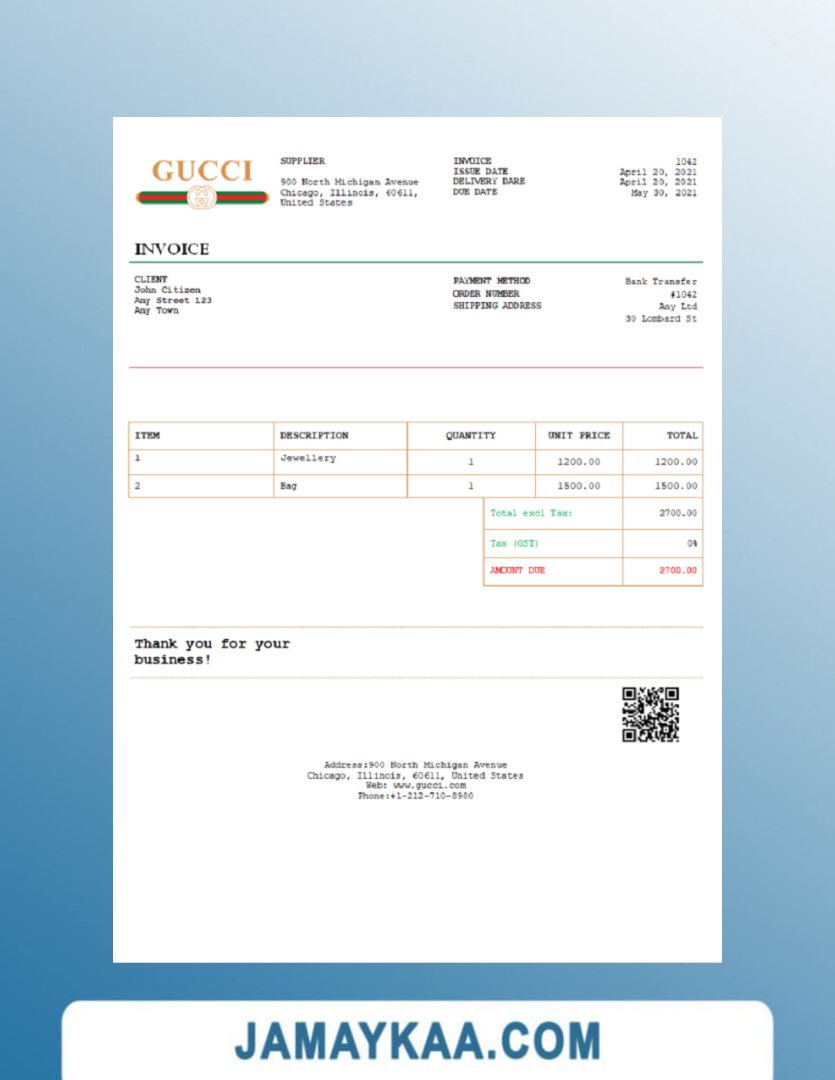 GUCCI
SUPPLIER
900 North Michigan Avenue
Chicago, Illinois, 60611,
United States
INVOICE 1042
ISSUE DATE April 20, 2021
DELIVERY DARE April 20, 2021
DUE DATE May 30, 2021
INVOICE
CLIENT
John Citizen
Any Street 123
Any Town
PAYMENT METHOD Bank Transfer
ORDER NUMBER #1042
SHIPPING ADDRESS Any Ltd
30 Lombard St
ITEM DESCRIPTION QUANTITY UNIT PRICE TOTAL
1 Jewellery 1 1200.00 1200.00
2 Bag 1 1500.00 1500.00
Total excl Tax: 2700.00
Tax (GST) 0%
AMOUNT DUE 2700.00
Thank you for your
business!
Address:900 North Michigan Avenue
Chicago, Illinois, 60611, United States
Web: www.gucci.com
Phone:+1-212-710-8980
JAMAYKAA.COM